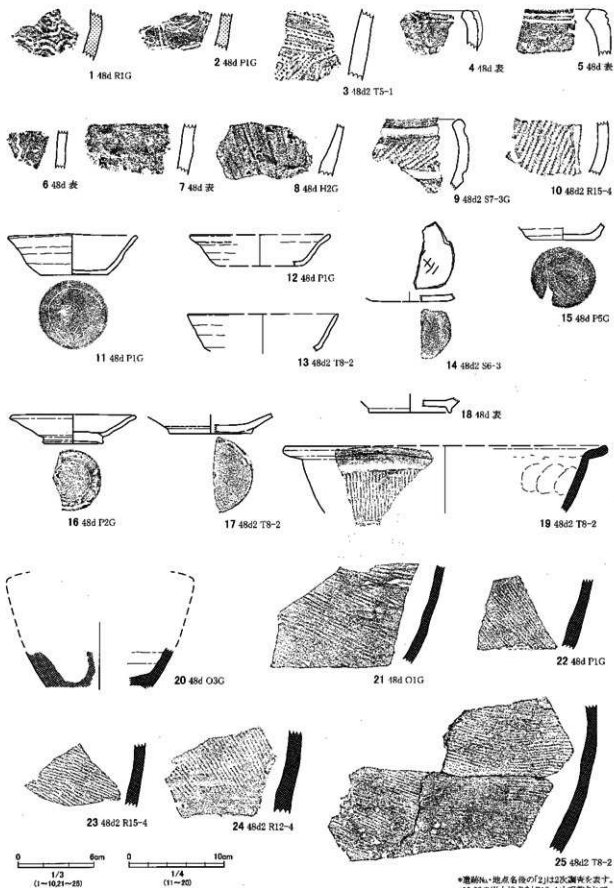 1 48d R1G
2 48d P1G
3 48d2 T5-1
4 48d 表
5 48d 表
6 48d 表
7 48d 表
8 48d H2G
9 48d2 S7-3G
10 48d2 R15-4
11 48d P1G
12 48d P1G
13 48d2 T8-2
14 48d2 S6-3
15 48d P5G
16 48d P2G
17 48d2 T8-2
18 48d 表
19 48d2 T8-2
20 48d O3G
21 48d O1G
22 48d P1G
23 48d2 R15-4
24 48d2 R12-4
25 48d2 T8-2
0 6cm
1/3
(1~10,21~25)
0 10cm
1/4
(11~20)
*遺跡No.・地点名後の「2」は2次調査を表す。